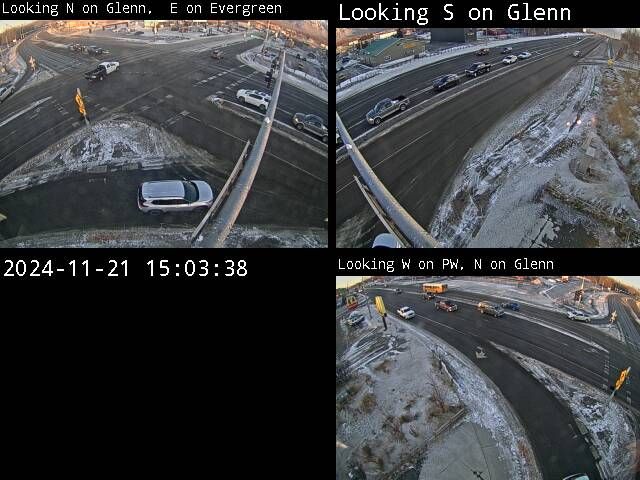 Looking N on Glenn,  E on Evergreen
Looking S on Glenn
2024-11-21 15:03:38
Looking W on PW, N on Glenn